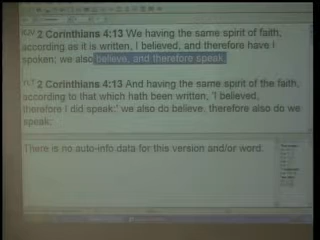 KJV 2 Corinthians 4:13 We having the same spirit of faith,
according as it is written, I believed, and therefore have I
spoken; we also believe, and therefore speak;
YLT 2 Corinthians 4:13 And having the same spirit of the faith,
according to that which hath been written, 'I believed,
therefore I did speak;' we also do believe, therefore also do we
speak;
There is no auto-info data for this version and/or word.